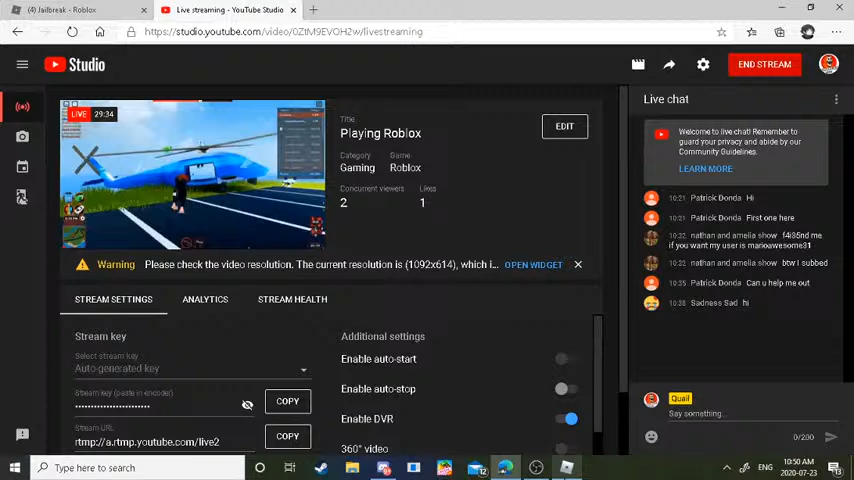 (4) Jailbreak - Roblox
Live streaming - YouTube Studio
https://studio.youtube.com/video/0ZtM9EVOH2w/livestreaming
Studio
END STREAM
LIVE 29:34
Title
Playing Roblox
EDIT
Category
Game
Gaming
Roblox
Concurrent viewers
Likes
2
1
Warning Please check the video resolution. The current resolution is (1092x614), which i... OPEN WIDGET
STREAM SETTINGS
ANALYTICS
STREAM HEALTH
Stream key
Select stream key
Auto-generated key
Stream key (paste in encoder)
COPY
Stream URL
rtmp://a.rtmp.youtube.com/live2
COPY
Additional settings
Enable auto-start
Enable auto-stop
Enable DVR
360° video
Live chat
Welcome to live chat! Remember to
guard your privacy and abide by our
Community Guidelines.
LEARN MORE
10:21 Patrick Donda Hi
10:21 Patrick Donda First one here
10:32 nathan and amelia show f4i35nd me
if you want my user is marioawesome31
10:32 nathan and amelia show btw I subbed
10:35 Patrick Donda Can u help me out
10:38 Sadness Sad hi
Quail
Say something...
0/200
Type here to search
ENG
10:50 AM
2020-07-23